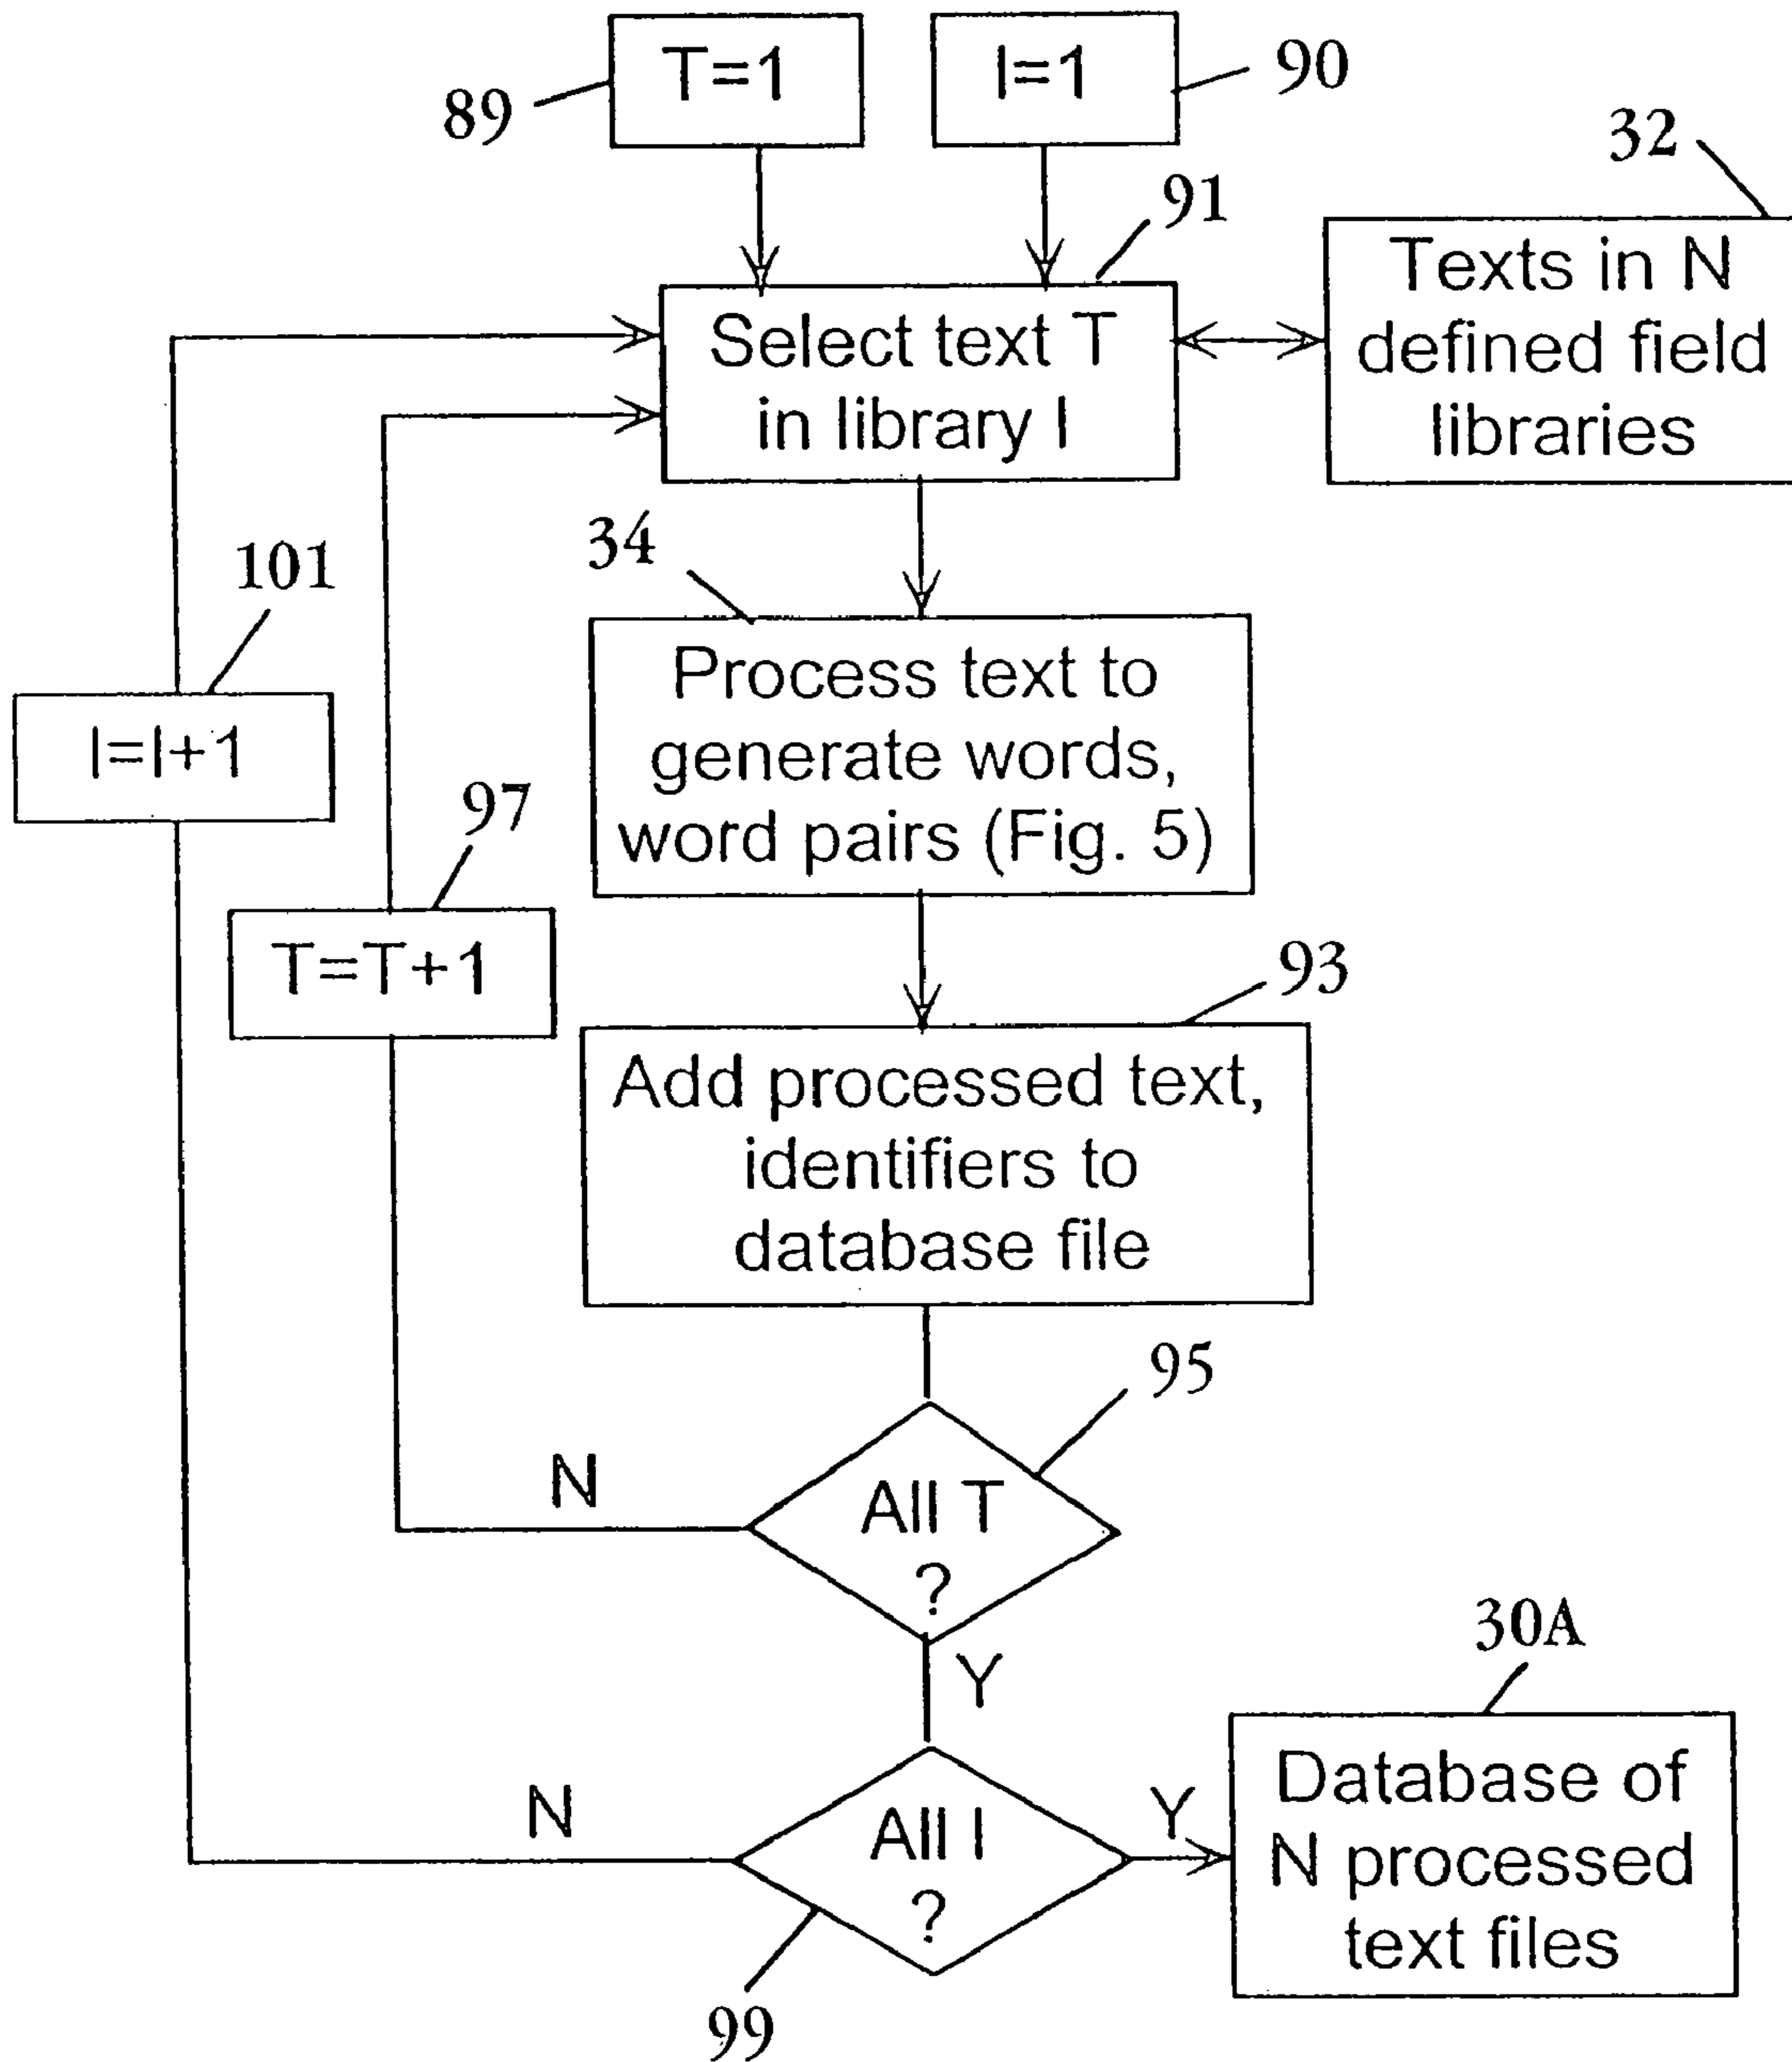 T=1
I=1
90
89
32
91
Texts in N
defined field
libraries
Select text T
in library I
34
101
Process text to
generate words,
word pairs (Fig. 5)
I=I+1
97
T=T+1
93
Add processed text,
identifiers to
database file
95
N
All T
?
Y
30A
N
All I
?
Y
Database of
N processed
text files
99